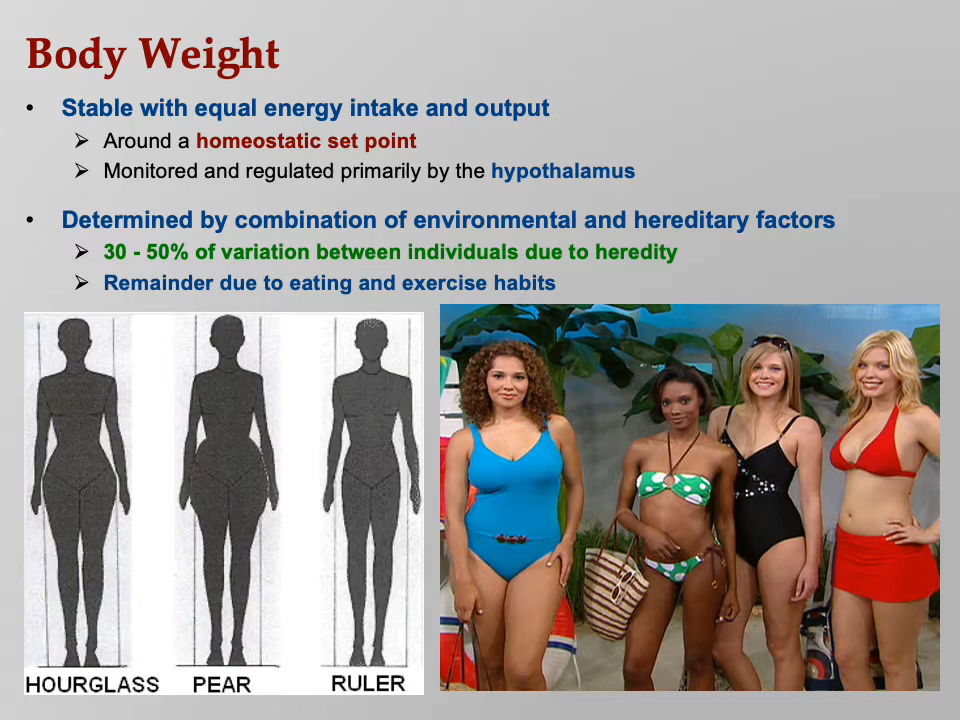 Body Weight
• Stable with equal energy intake and output
➢ Around a homeostatic set point
➢ Monitored and regulated primarily by the hypothalamus
• Determined by combination of environmental and hereditary factors
➢ 30 - 50% of variation between individuals due to heredity
➢ Remainder due to eating and exercise habits
HOURGLASS PEAR RULER